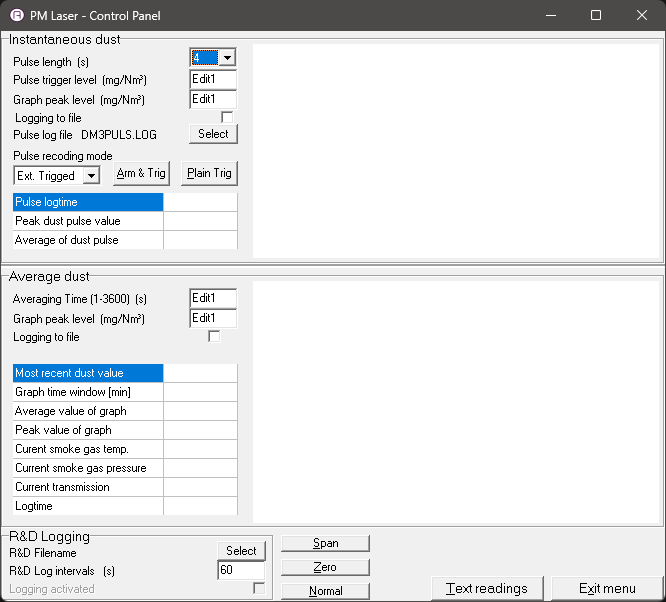 PM Laser - Control Panel
Instantaneous dust
Pulse length (s)
4
Pulse trigger level (mg/Nm³)
Edit1
Graph peak level (mg/Nm³)
Edit1
Logging to file
Pulse log file DM3PULS.LOG
Select
Pulse recoding mode
Ext. Trigged
Arm & Trig
Plain Trig
Pulse logtime
Peak dust pulse value
Average of dust pulse
Average dust
Averaging Time (1-3600) (s)
Edit1
Graph peak level (mg/Nm³)
Edit1
Logging to file
Most recent dust value
Graph time window [min]
Average value of graph
Peak value of graph
Curent smoke gas temp.
Current smoke gas pressure
Current transmission
Logtime
R&D Logging
R&D Filename
Select
R&D Log intervals (s)
60
Logging activated
Span
Zero
Normal
Text readings
Exit menu